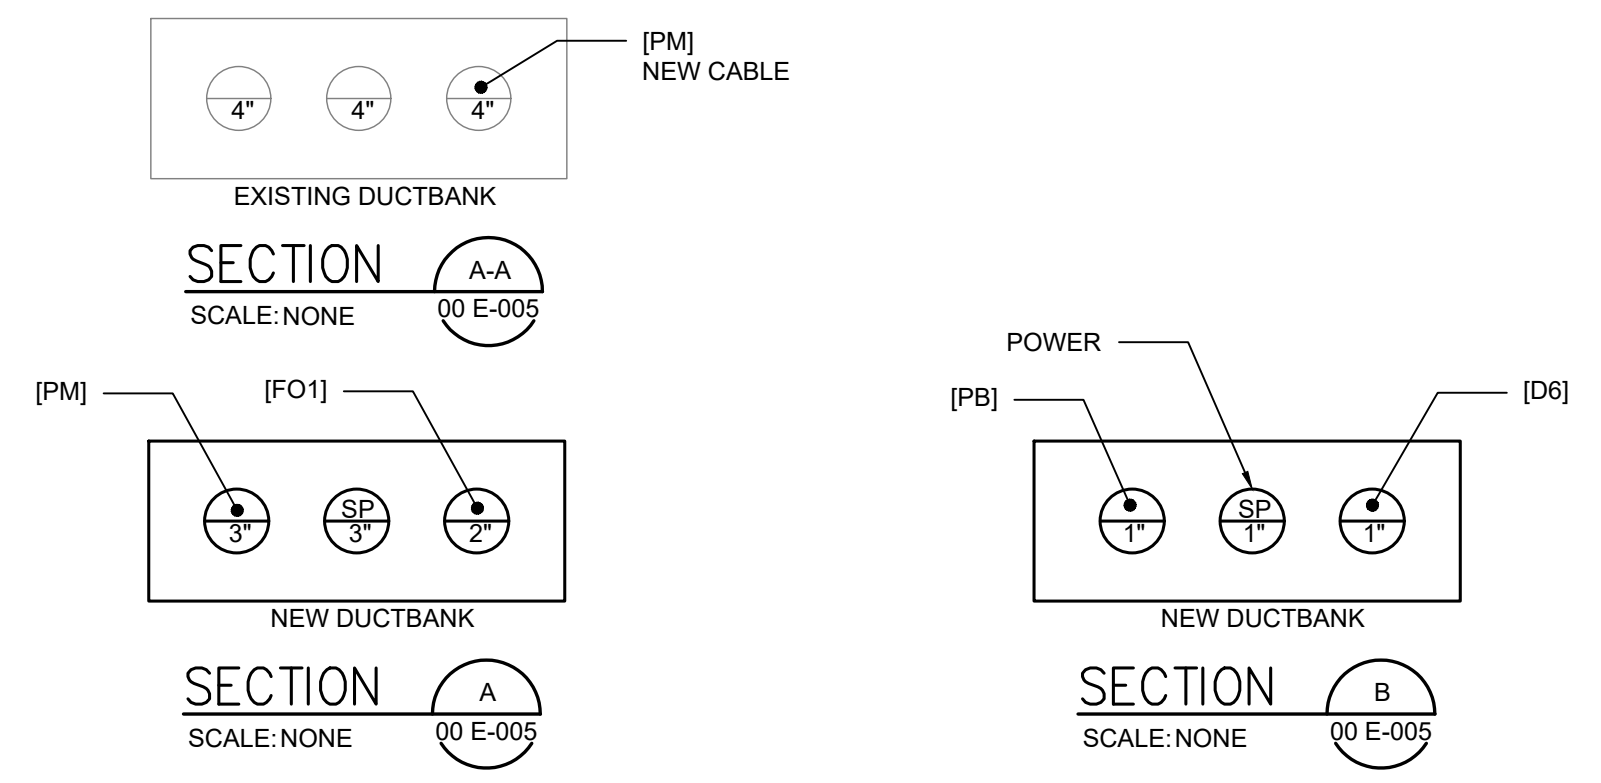 [PM]
NEW CABLE
4" 4" 4"
EXISTING DUCTBANK
SECTION A-A
SCALE: NONE 00 E-005
[PM] [FO1]
SP
3" 3" 2"
NEW DUCTBANK
SECTION A
SCALE: NONE 00 E-005
POWER
[PB] [D6]
SP
1" 1" 1"
NEW DUCTBANK
SECTION B
SCALE: NONE 00 E-005